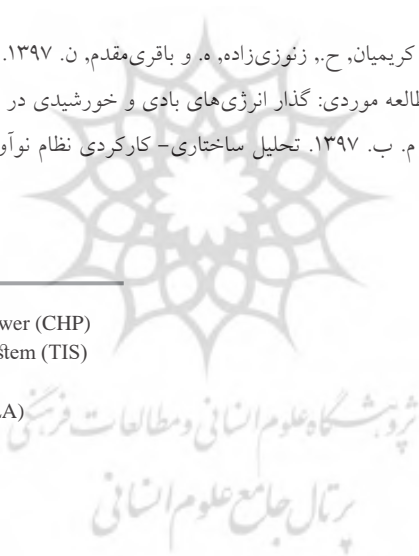 کریمیان, ح., زنوزی‌زاده, ه. و باقری‌مقدم, ن. ۱۳۹۷.
طالعه موردی: گذار انرژی‌های بادی و خورشیدی در
م. ب. ۱۳۹۷. تحلیل ساختاری- کارکردی نظام نوآو
wer (CHP)
stem (TIS)
A)
پژوهشگاه علوم انسانی و مطالعات فرهنگی
پرتال جامع علوم انسانی